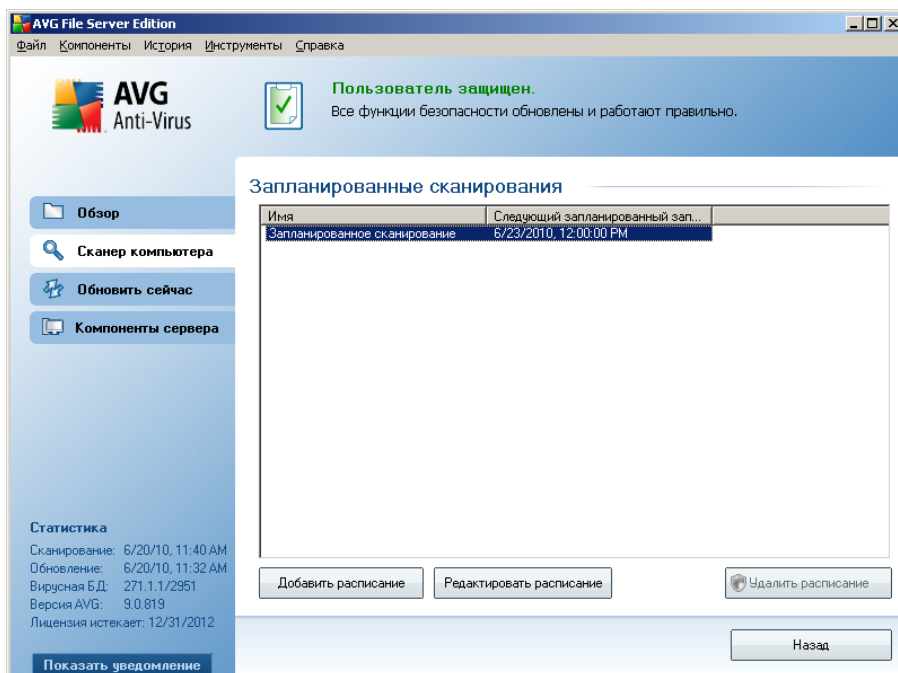 AVG File Server Edition
Файл Компоненты История Инструменты Справка
AVG
Anti-Virus
Пользователь защищен.
Все функции безопасности обновлены и работают правильно.
Обзор
Сканер компьютера
Обновить сейчас
Компоненты сервера
Запланированные сканирования
Имя Следующий запланированный зап...
Запланированное сканирование 6/23/2010, 12:00:00 PM
Статистика
Сканирование: 6/20/10, 11:40 AM
Обновление: 6/20/10, 11:32 AM
Вирусная БД: 271.1.1/2951
Версия AVG: 9.0.819
Лицензия истекает: 12/31/2012
Показать уведомление
Добавить расписание Редактировать расписание Удалить расписание
Назад